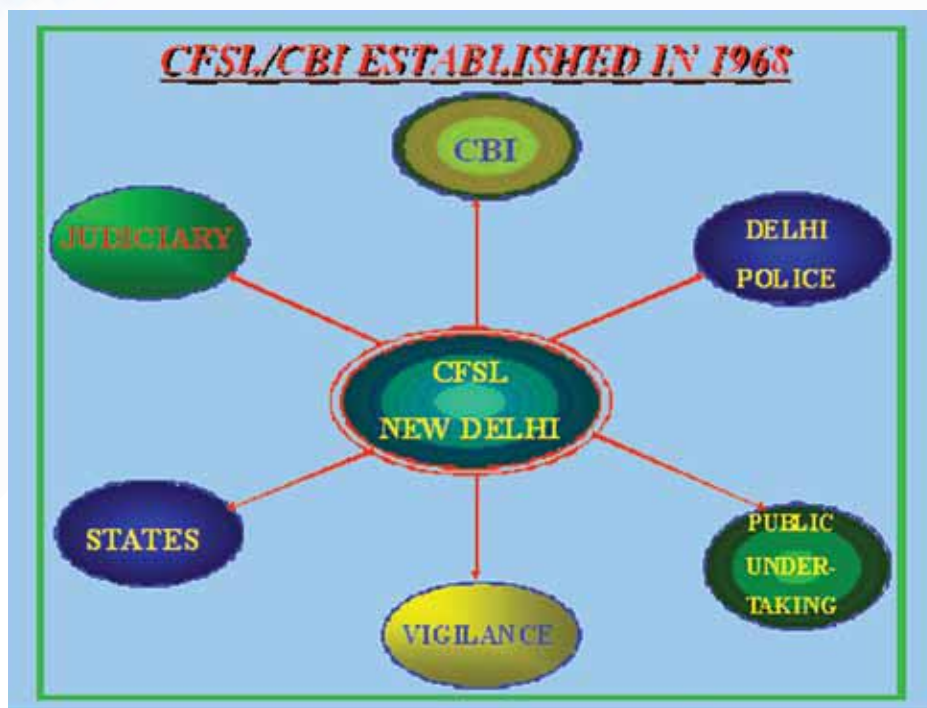 CFSL/CBI ESTABLISHED IN 1968
CBI
JUDICIARY
DELHI
POLICE
CFSL
NEW DELHI
STATES
PUBLIC
UNDER-
TAKING
VIGILANCE